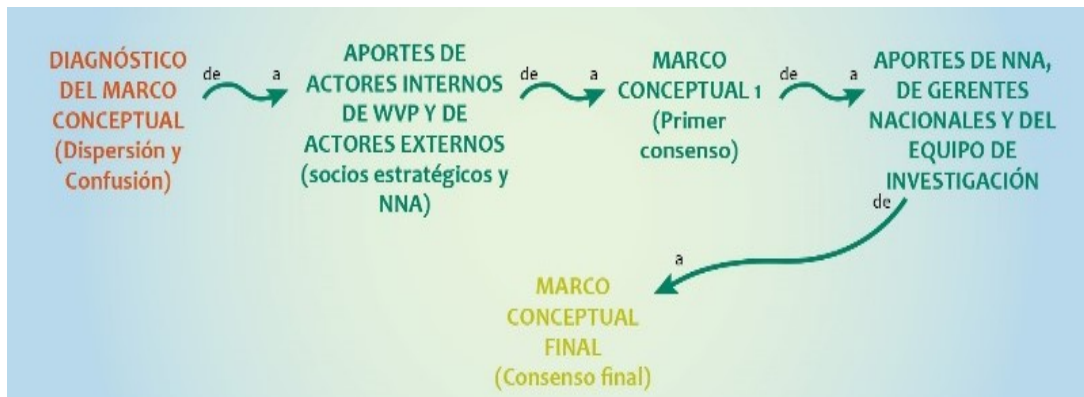 DIAGNÓSTICO
DEL MARCO
CONCEPTUAL
(Dispersión y
Confusión)
de
a
APORTES DE
ACTORES INTERNOS
DE WVP Y DE
ACTORES EXTERNOS
(socios estratégicos y
NNA)
de
a
MARCO
CONCEPTUAL 1
(Primer
consenso)
de
a
APORTES DE NNA,
DE GERENTES
NACIONALES Y DEL
EQUIPO DE
INVESTIGACIÓN
de
a
MARCO
CONCEPTUAL
FINAL
(Consenso final)